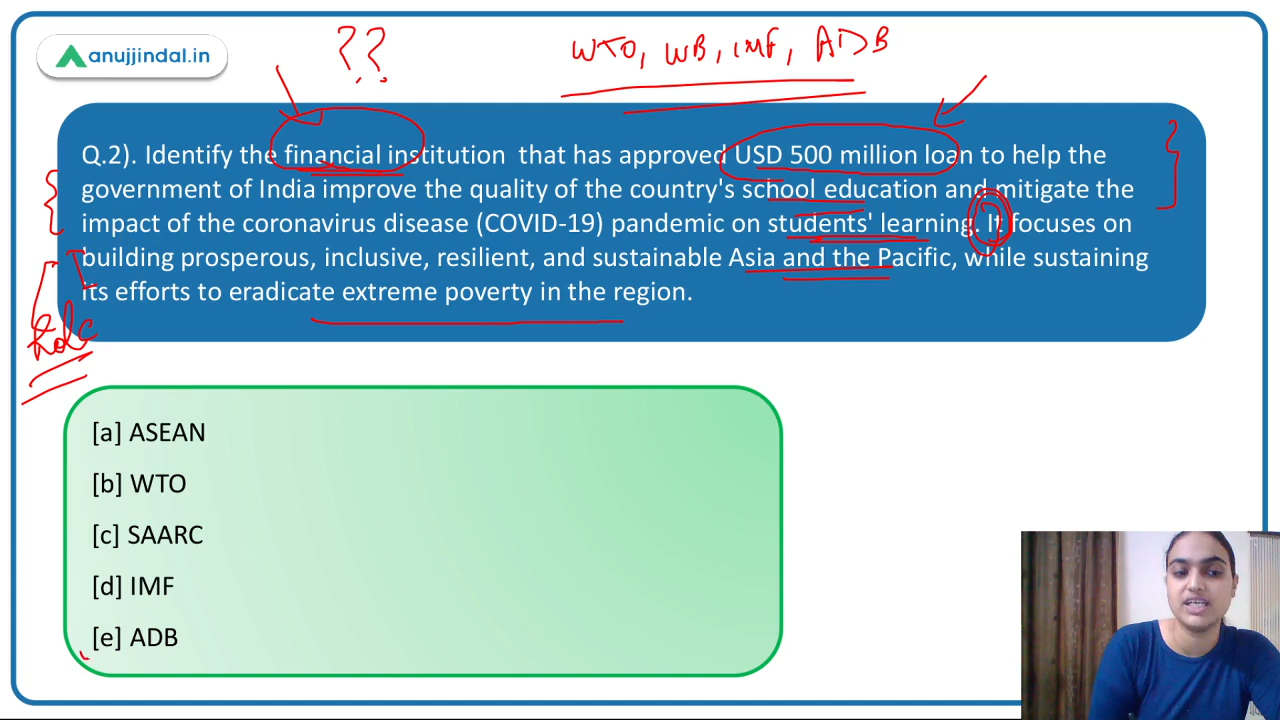 ??
WTO, WB, IMF, ADB
anujjindal.in
Q.2). Identify the financial institution that has approved USD 500 million loan to help the
government of India improve the quality of the country's school education and mitigate the
impact of the coronavirus disease (COVID-19) pandemic on students' learning. It focuses on
building prosperous, inclusive, resilient, and sustainable Asia and the Pacific, while sustaining
its efforts to eradicate extreme poverty in the region.
Role
[a] ASEAN
[b] WTO
[c] SAARC
[d] IMF
[e] ADB